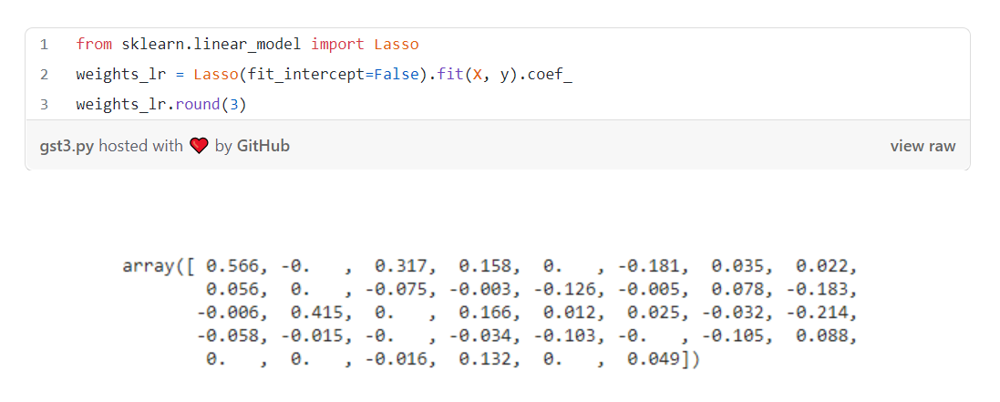 1 from sklearn.linear_model import Lasso
2 weights_lr = Lasso(fit_intercept=False).fit(X, y).coef_
3 weights_lr.round(3)
gst3.py hosted with ❤ by GitHub view raw
array([ 0.566, -0.   ,  0.317,  0.158,  0.   , -0.181,  0.035,  0.022,
0.056,  0.   , -0.075, -0.003, -0.126, -0.005,  0.078, -0.183,
-0.006,  0.415,  0.   ,  0.166,  0.012,  0.025, -0.032, -0.214,
-0.058, -0.015, -0.   , -0.034, -0.103, -0.   , -0.105,  0.088,
0.   ,  0.   , -0.016,  0.132,  0.   ,  0.049])